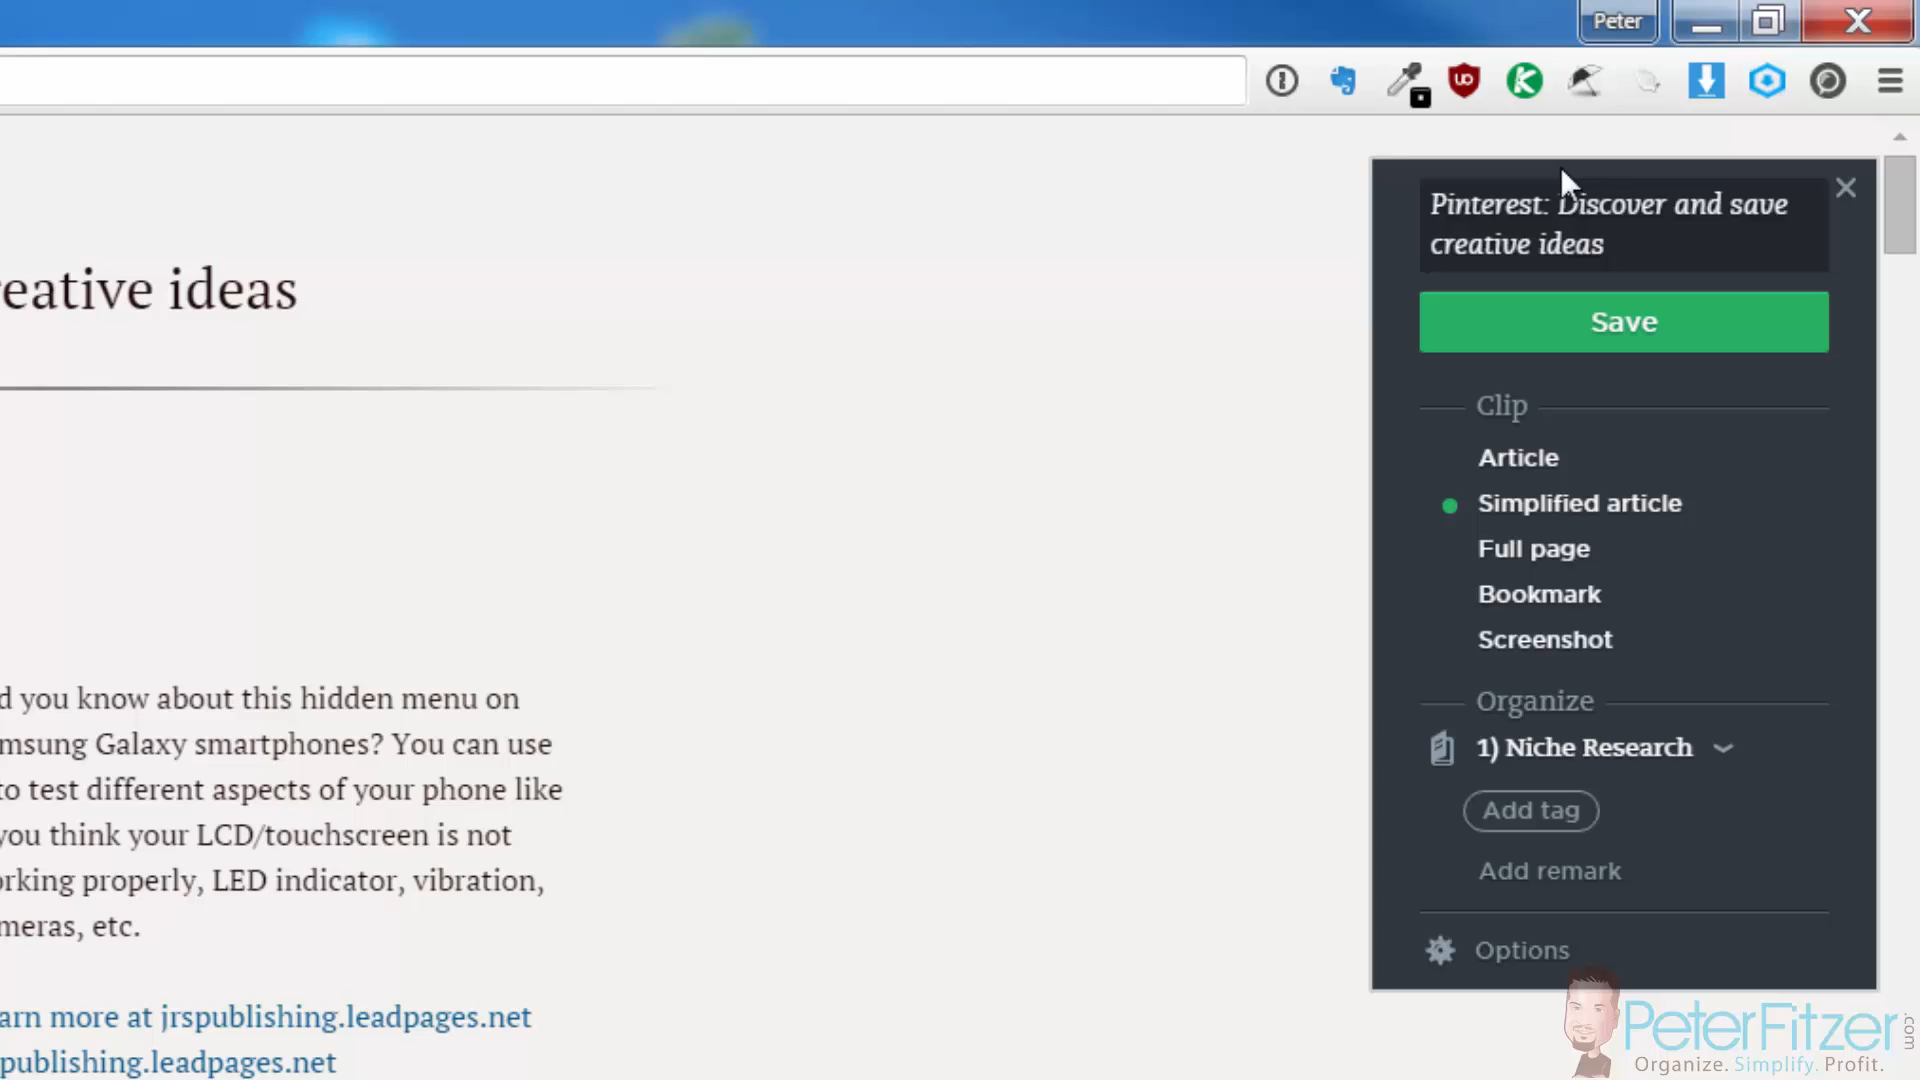 Peter
Pinterest: Discover and save
creative ideas
Save
Clip
Article
Simplified article
Full page
Bookmark
Screenshot
Organize
1) Niche Research
Add tag
Add remark
Options
reative ideas
d you know about this hidden menu on
msung Galaxy smartphones? You can use
to test different aspects of your phone like
you think your LCD/touchscreen is not
orking properly, LED indicator, vibration,
meras, etc.
arn more at jrspublishing.leadpages.net
publishing.leadpages.net
PeterFitzer.com
Organize. Simplify. Profit.